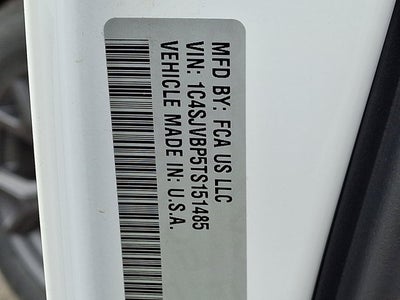 MFD BY: FCA US LLC
VIN: 1C4SJVBP5TS151485
VEHICLE MADE IN: U.S.A.